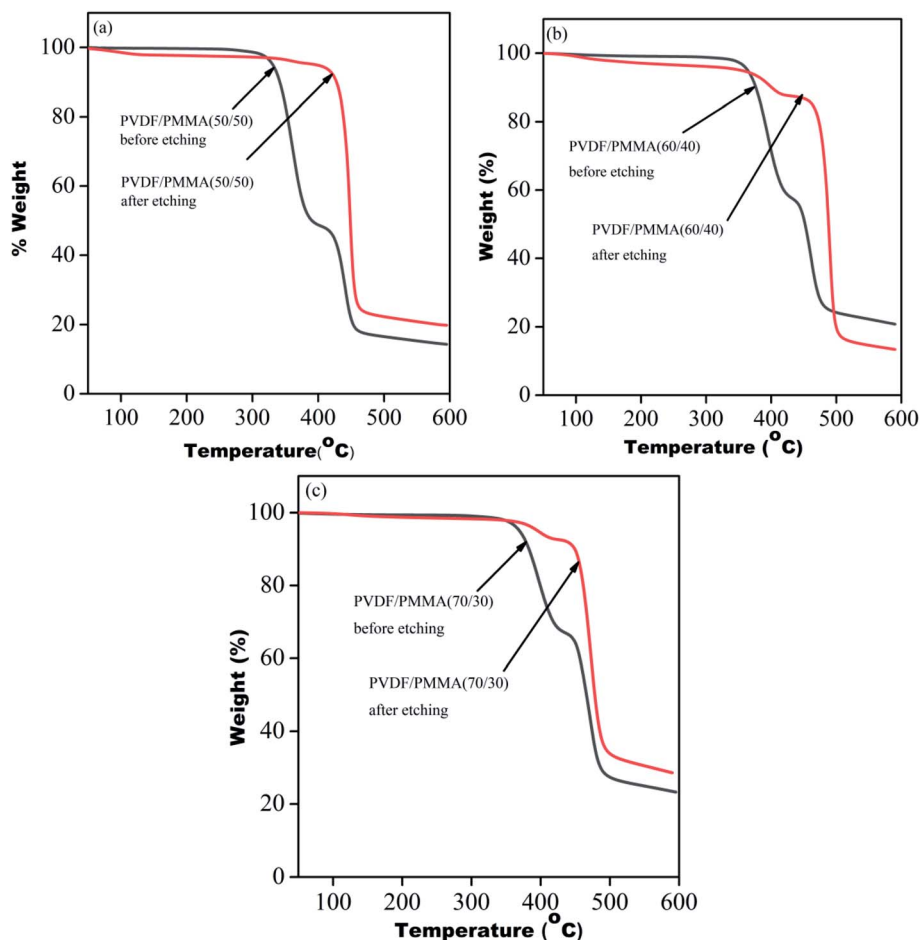 (a)
100
80
60
40
20
0
% Weight
PVDF/PMMA(50/50)
before etching
PVDF/PMMA(50/50)
after etching
100 200 300 400 500 600
Temperature(°C)
(b)
100
80
60
40
20
0
Weight (%)
PVDF/PMMA(60/40)
before etching
PVDF/PMMA(60/40)
after etching
100 200 300 400 500 600
Temperature (°C)
(c)
100
80
60
40
20
0
Weight (%)
PVDF/PMMA(70/30)
before etching
PVDF/PMMA(70/30)
after etching
100 200 300 400 500 600
Temperature (°C)